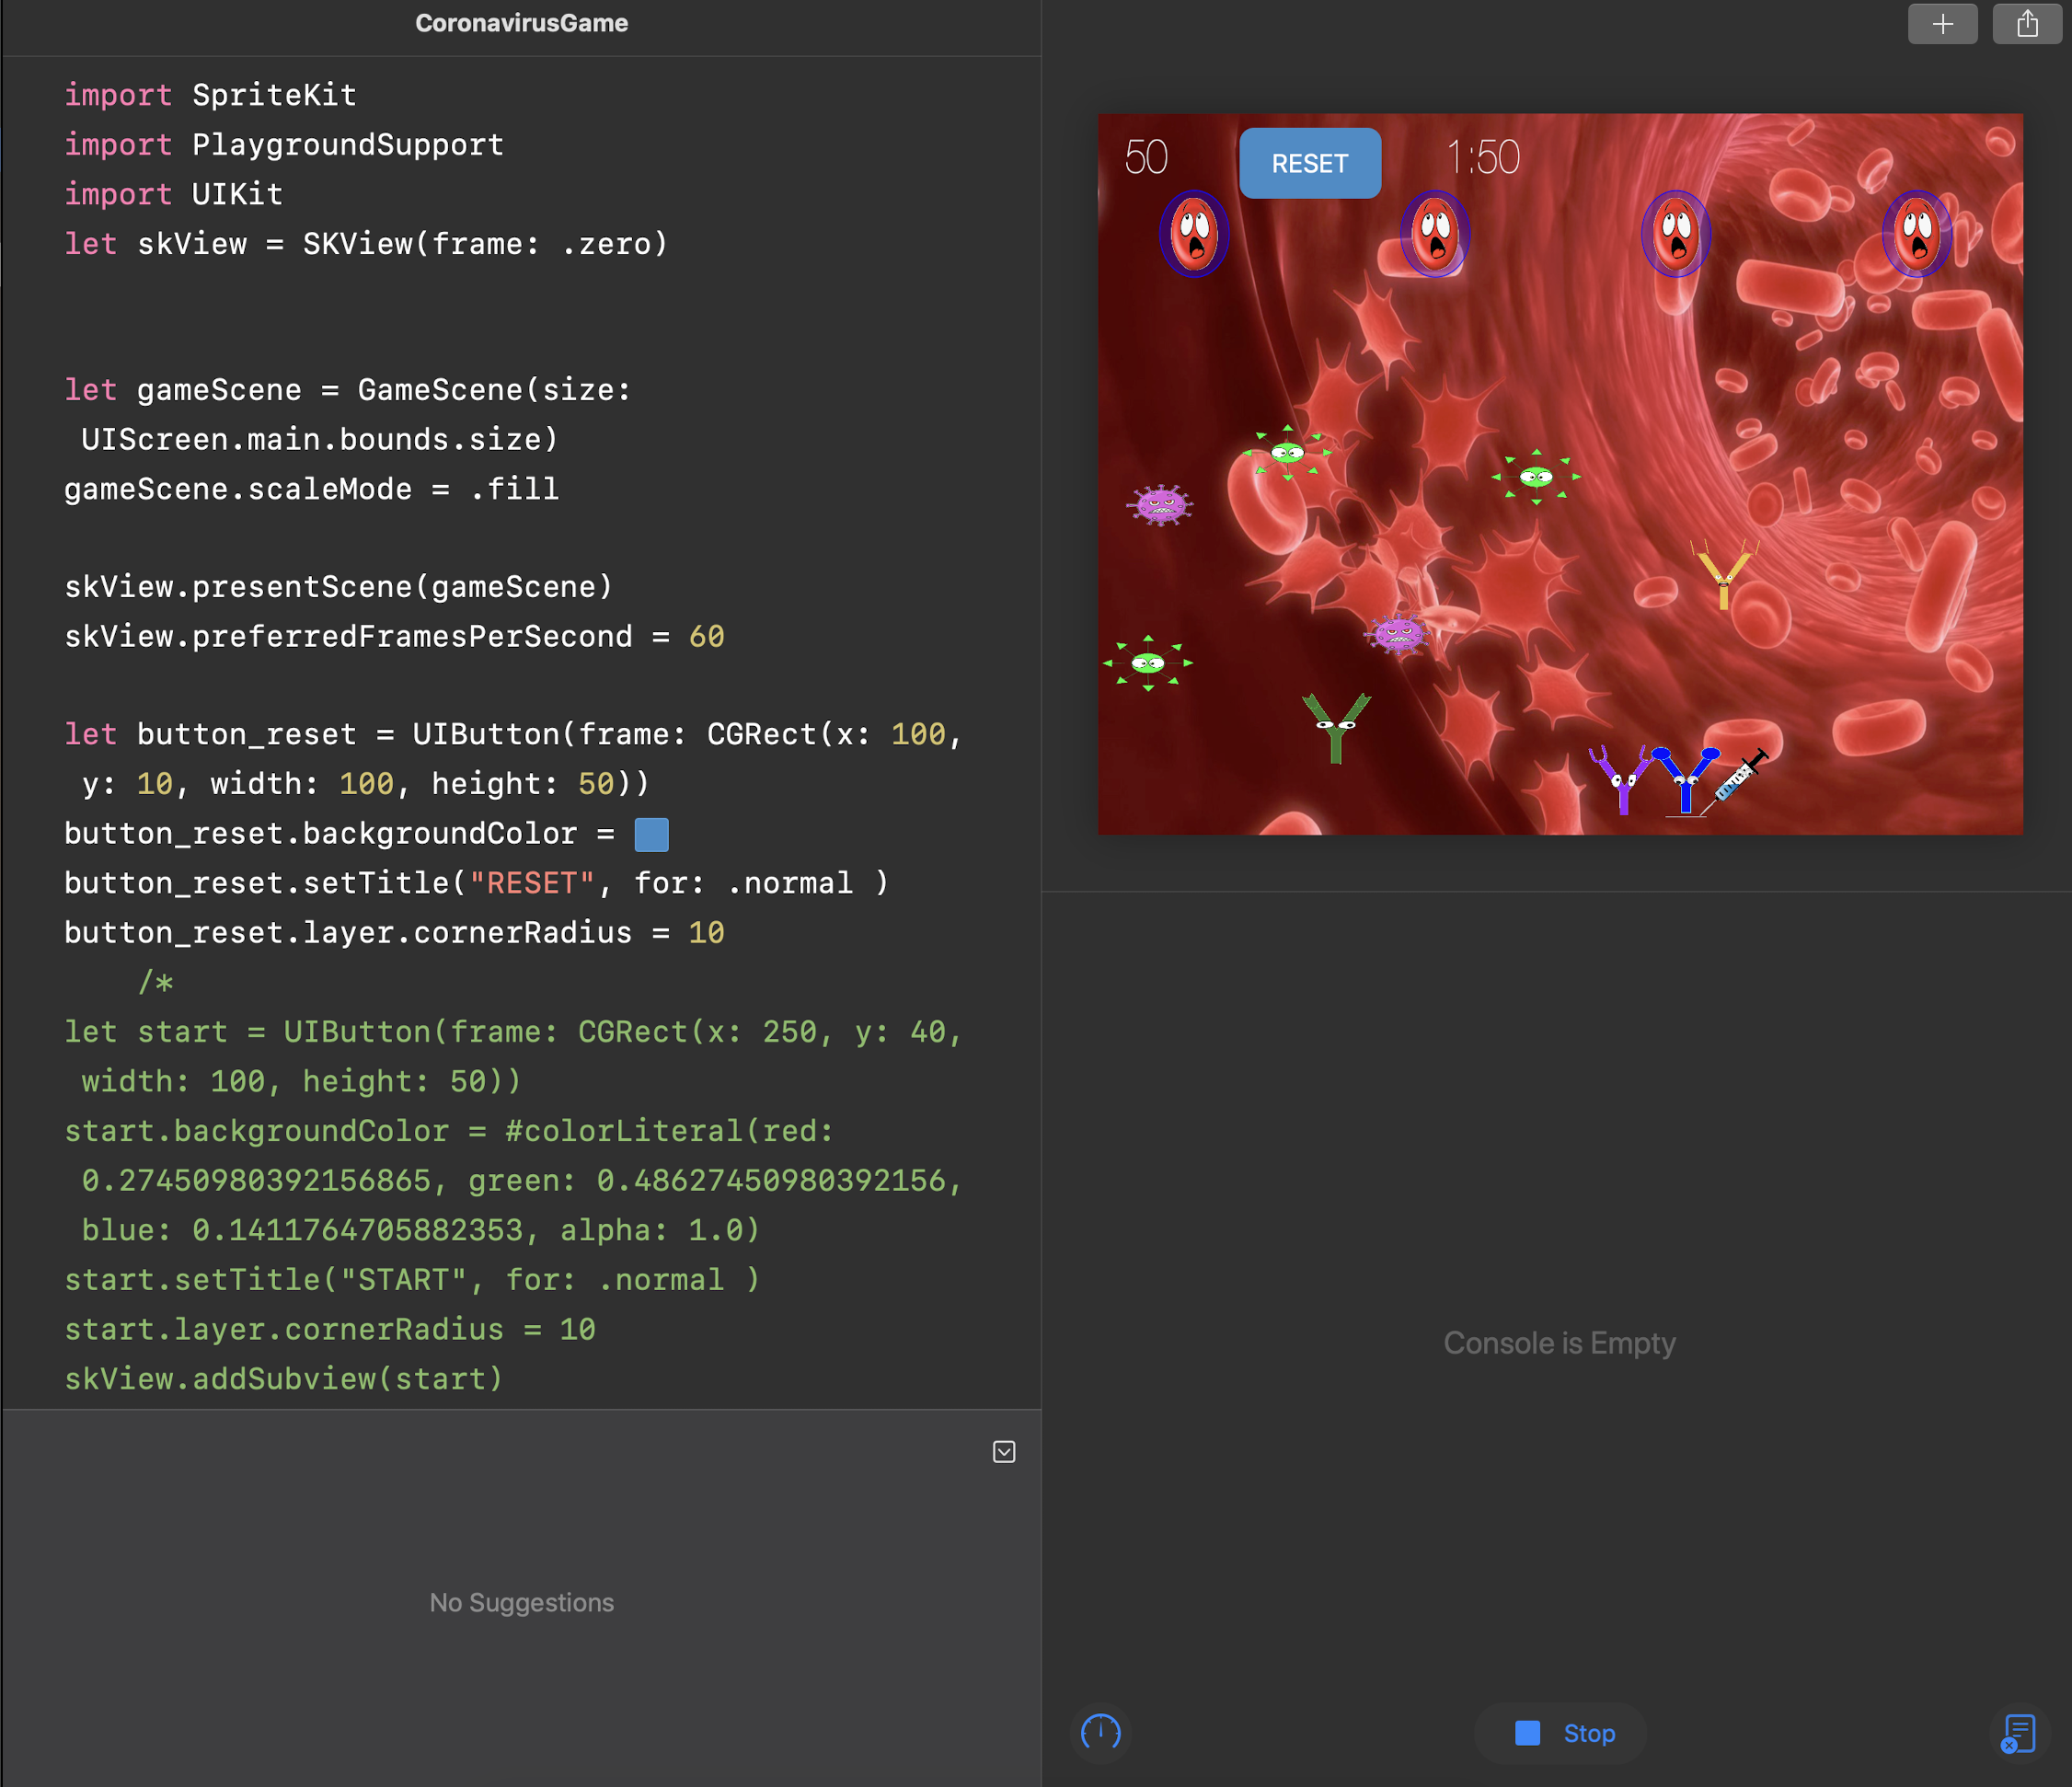 CoronavirusGame
import SpriteKit
import PlaygroundSupport
import UIKit
let skView = SKView(frame: .zero)
let gameScene = GameScene(size:
UIScreen.main.bounds.size)
gameScene.scaleMode = .fill
skView.presentScene(gameScene)
skView.preferredFramesPerSecond = 60
let button_reset = UIButton(frame: CGRect(x: 100,
y: 10, width: 100, height: 50))
button_reset.backgroundColor =
button_reset.setTitle("RESET", for: .normal )
button_reset.layer.cornerRadius = 10
/*
let start = UIButton(frame: CGRect(x: 250, y: 40,
width: 100, height: 50))
start.backgroundColor = #colorLiteral(red:
0.27450980392156865, green: 0.48627450980392156,
blue: 0.1411764705882353, alpha: 1.0)
start.setTitle("START", for: .normal )
start.layer.cornerRadius = 10
skView.addSubview(start)
No Suggestions
50
RESET
1:50
Console is Empty
Stop